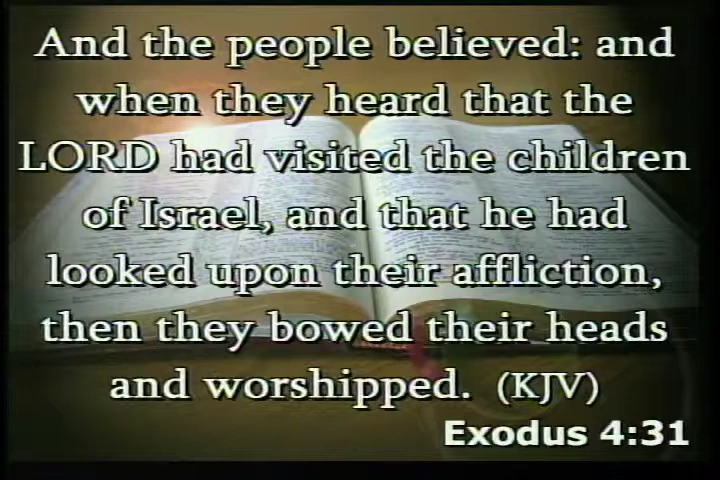 And the people believed: and
when they heard that the
LORD had visited the children
of Israel, and that he had
looked upon their affliction,
then they bowed their heads
and worshipped. (KJV)
Exodus 4:31